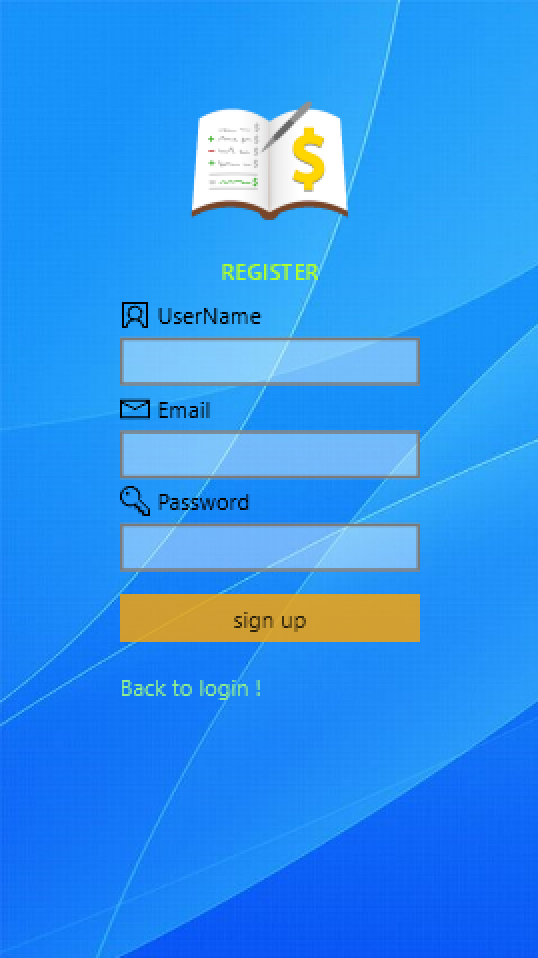 $
REGISTER
UserName
Email
Password
sign up
Back to login !